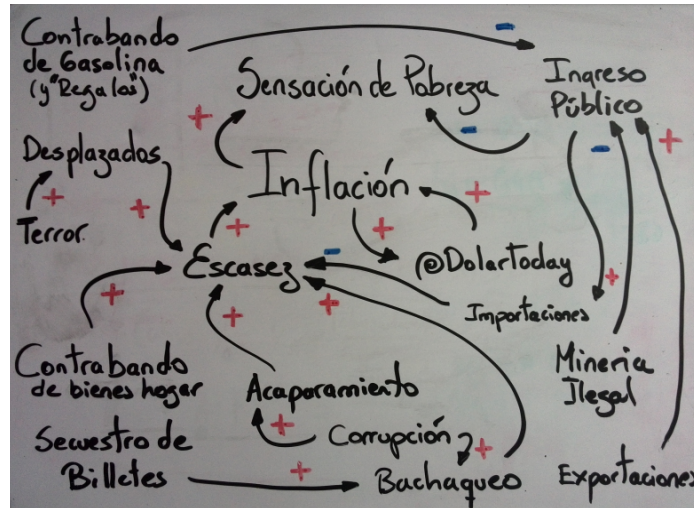 Contrabando
de Gasolina
(y "Regalos")
Sensación de Pobreza
Ingreso
Público
Desplazados
Inflación
Terror
Escasez
@DolarToday
Importaciones
Contrabando
de bienes hogar
Acaparamiento
Mineria
Ilegal
Secuestro de
Billetes
Corrupción
Bachaqueo
Exportaciones